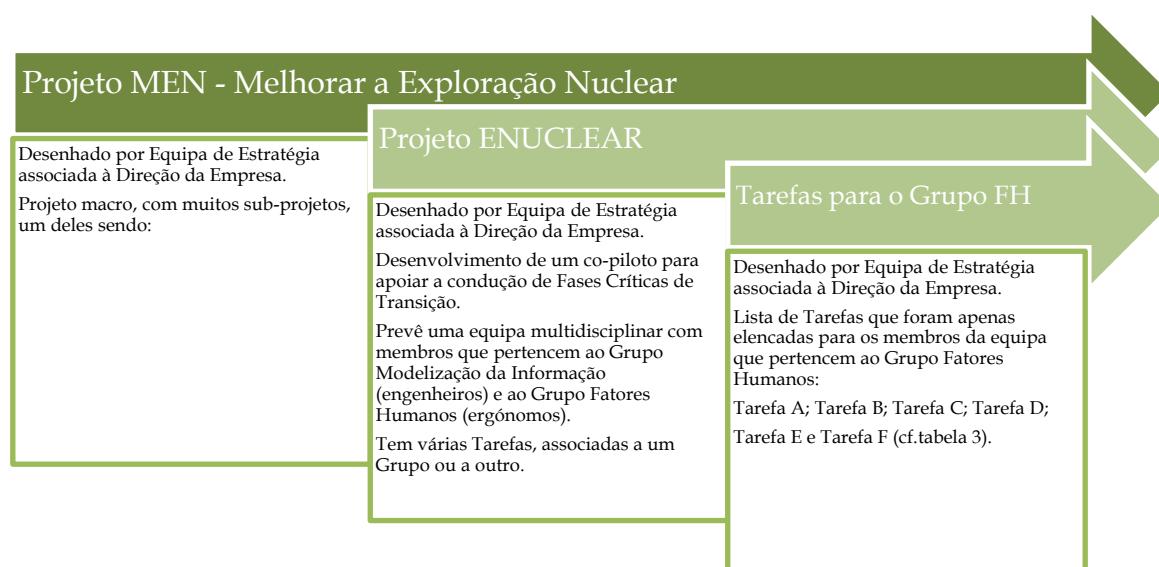 Projeto MEN - Melhorar a Exploração Nuclear
Desenhado por Equipa de Estratégia
associada à Direção da Empresa.
Projeto macro, com muitos sub-projetos,
um deles sendo:
Projeto ENUCLEAR
Desenhado por Equipa de Estratégia
associada à Direção da Empresa.
Desenvolvimento de um co-piloto para
apoiar a condução de Fases Críticas de
Transição.
Prevê uma equipa multidisciplinar com
membros que pertencem ao Grupo
Modelização da Informação
(engenheiros) e ao Grupo Fatores
Humanos (ergónomos).
Tem várias Tarefas, associadas a um
Grupo ou a outro.
Tarefas para o Grupo FH
Desenhado por Equipa de Estratégia
associada à Direção da Empresa.
Lista de Tarefas que foram apenas
elencadas para os membros da equipa
que pertencem ao Grupo Fatores
Humanos:
Tarefa A; Tarefa B; Tarefa C; Tarefa D;
Tarefa E e Tarefa F (cf.tabela 3).